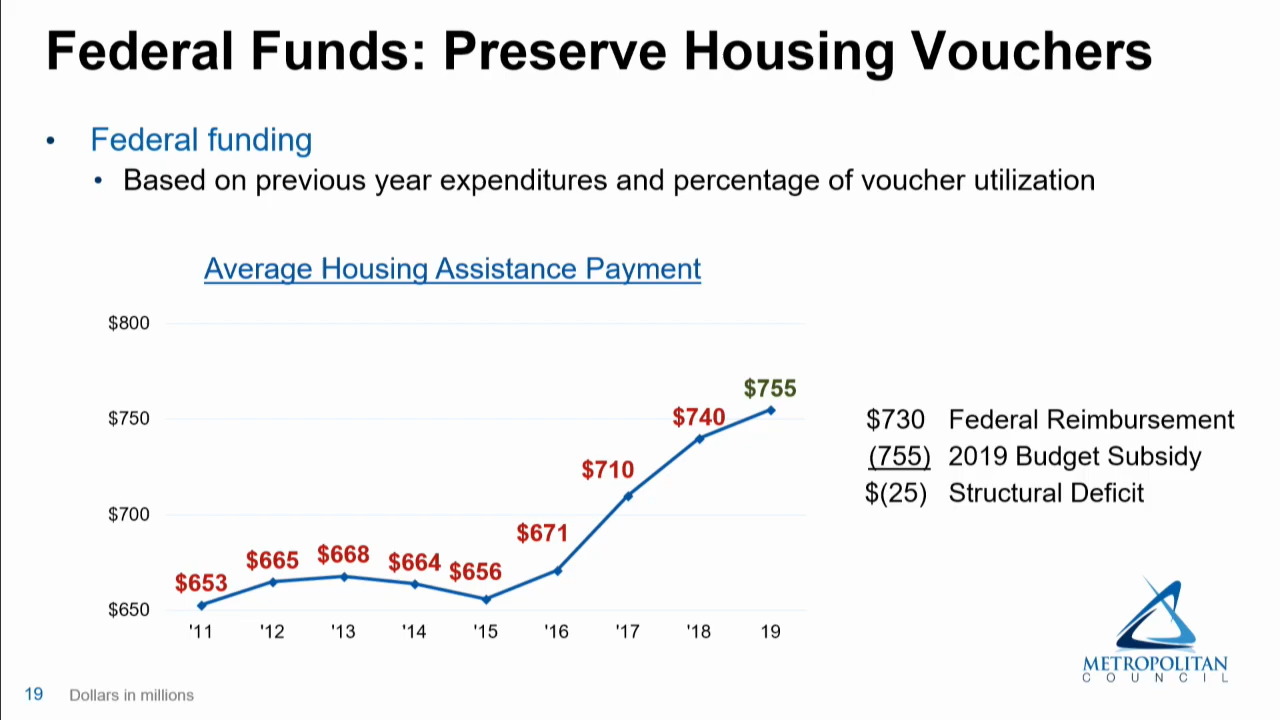 Federal Funds: Preserve Housing Vouchers
• Federal funding
• Based on previous year expenditures and percentage of voucher utilization
Average Housing Assistance Payment
$800
$750
$700
$650
$653
$665
$668
$664
$656
$671
$710
$740
$755
'11 '12 '13 '14 '15 '16 '17 '18 19
$730 Federal Reimbursement
(755) 2019 Budget Subsidy
$(25) Structural Deficit
METROPOLITAN
COUNCIL
19 Dollars in millions